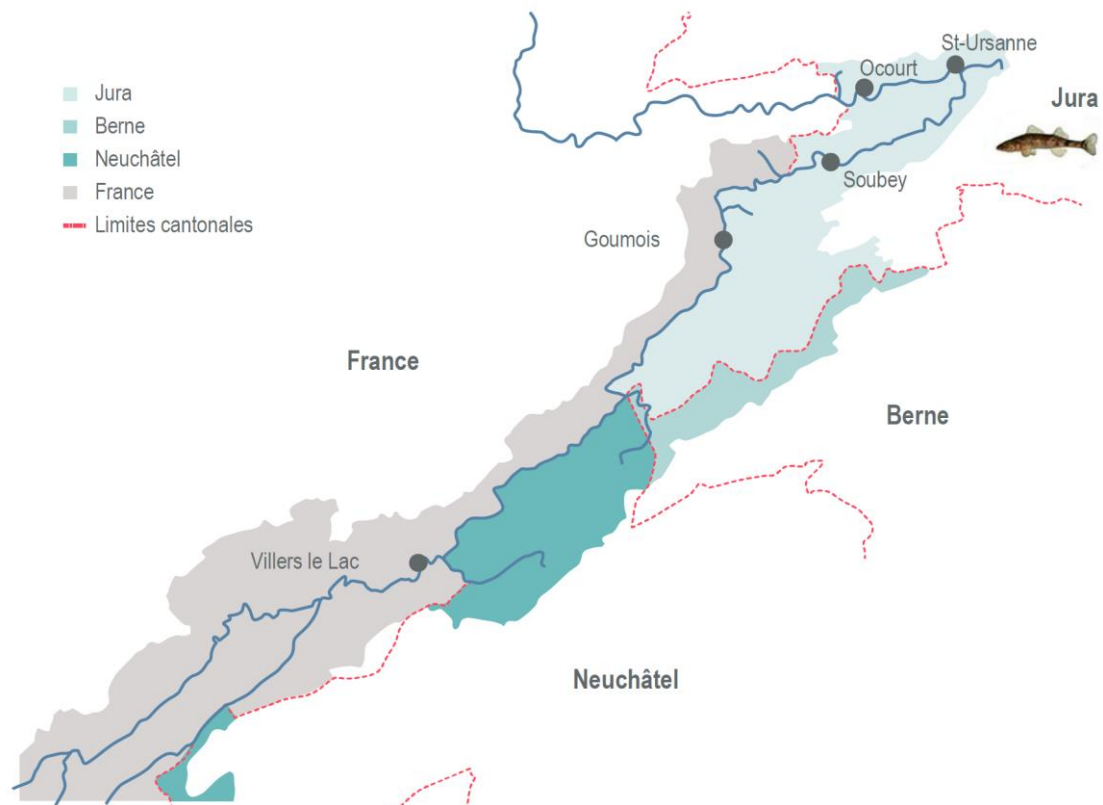 Jura
Berne
Neuchâtel
France
Limites cantonales
St-Ursanne
Ocourt
Jura
Soubey
Goumois
France
Berne
Villers le Lac
Neuchâtel